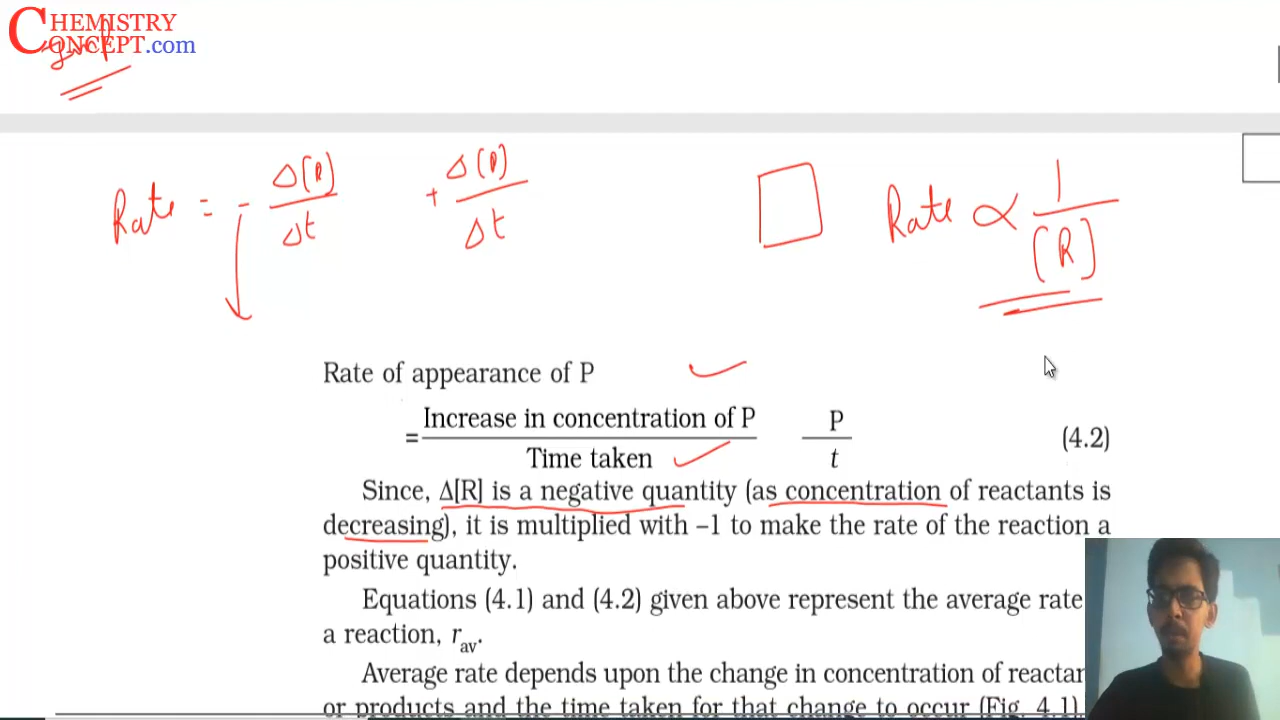 CHEMISTRY
CONCEPT.com
Rate = - Δ[R] / Δt + Δ[P] / Δt
Rate ∝ 1 / [R]
Rate of appearance of P
= Increase in concentration of P / Time taken P / t (4.2)
Since, Δ[R] is a negative quantity (as concentration of reactants is
decreasing), it is multiplied with –1 to make the rate of the reaction a
positive quantity.
Equations (4.1) and (4.2) given above represent the average rate
a reaction, r_av.
Average rate depends upon the change in concentration of reactan
or products and the time taken for that change to occur (Fig. 4.1).